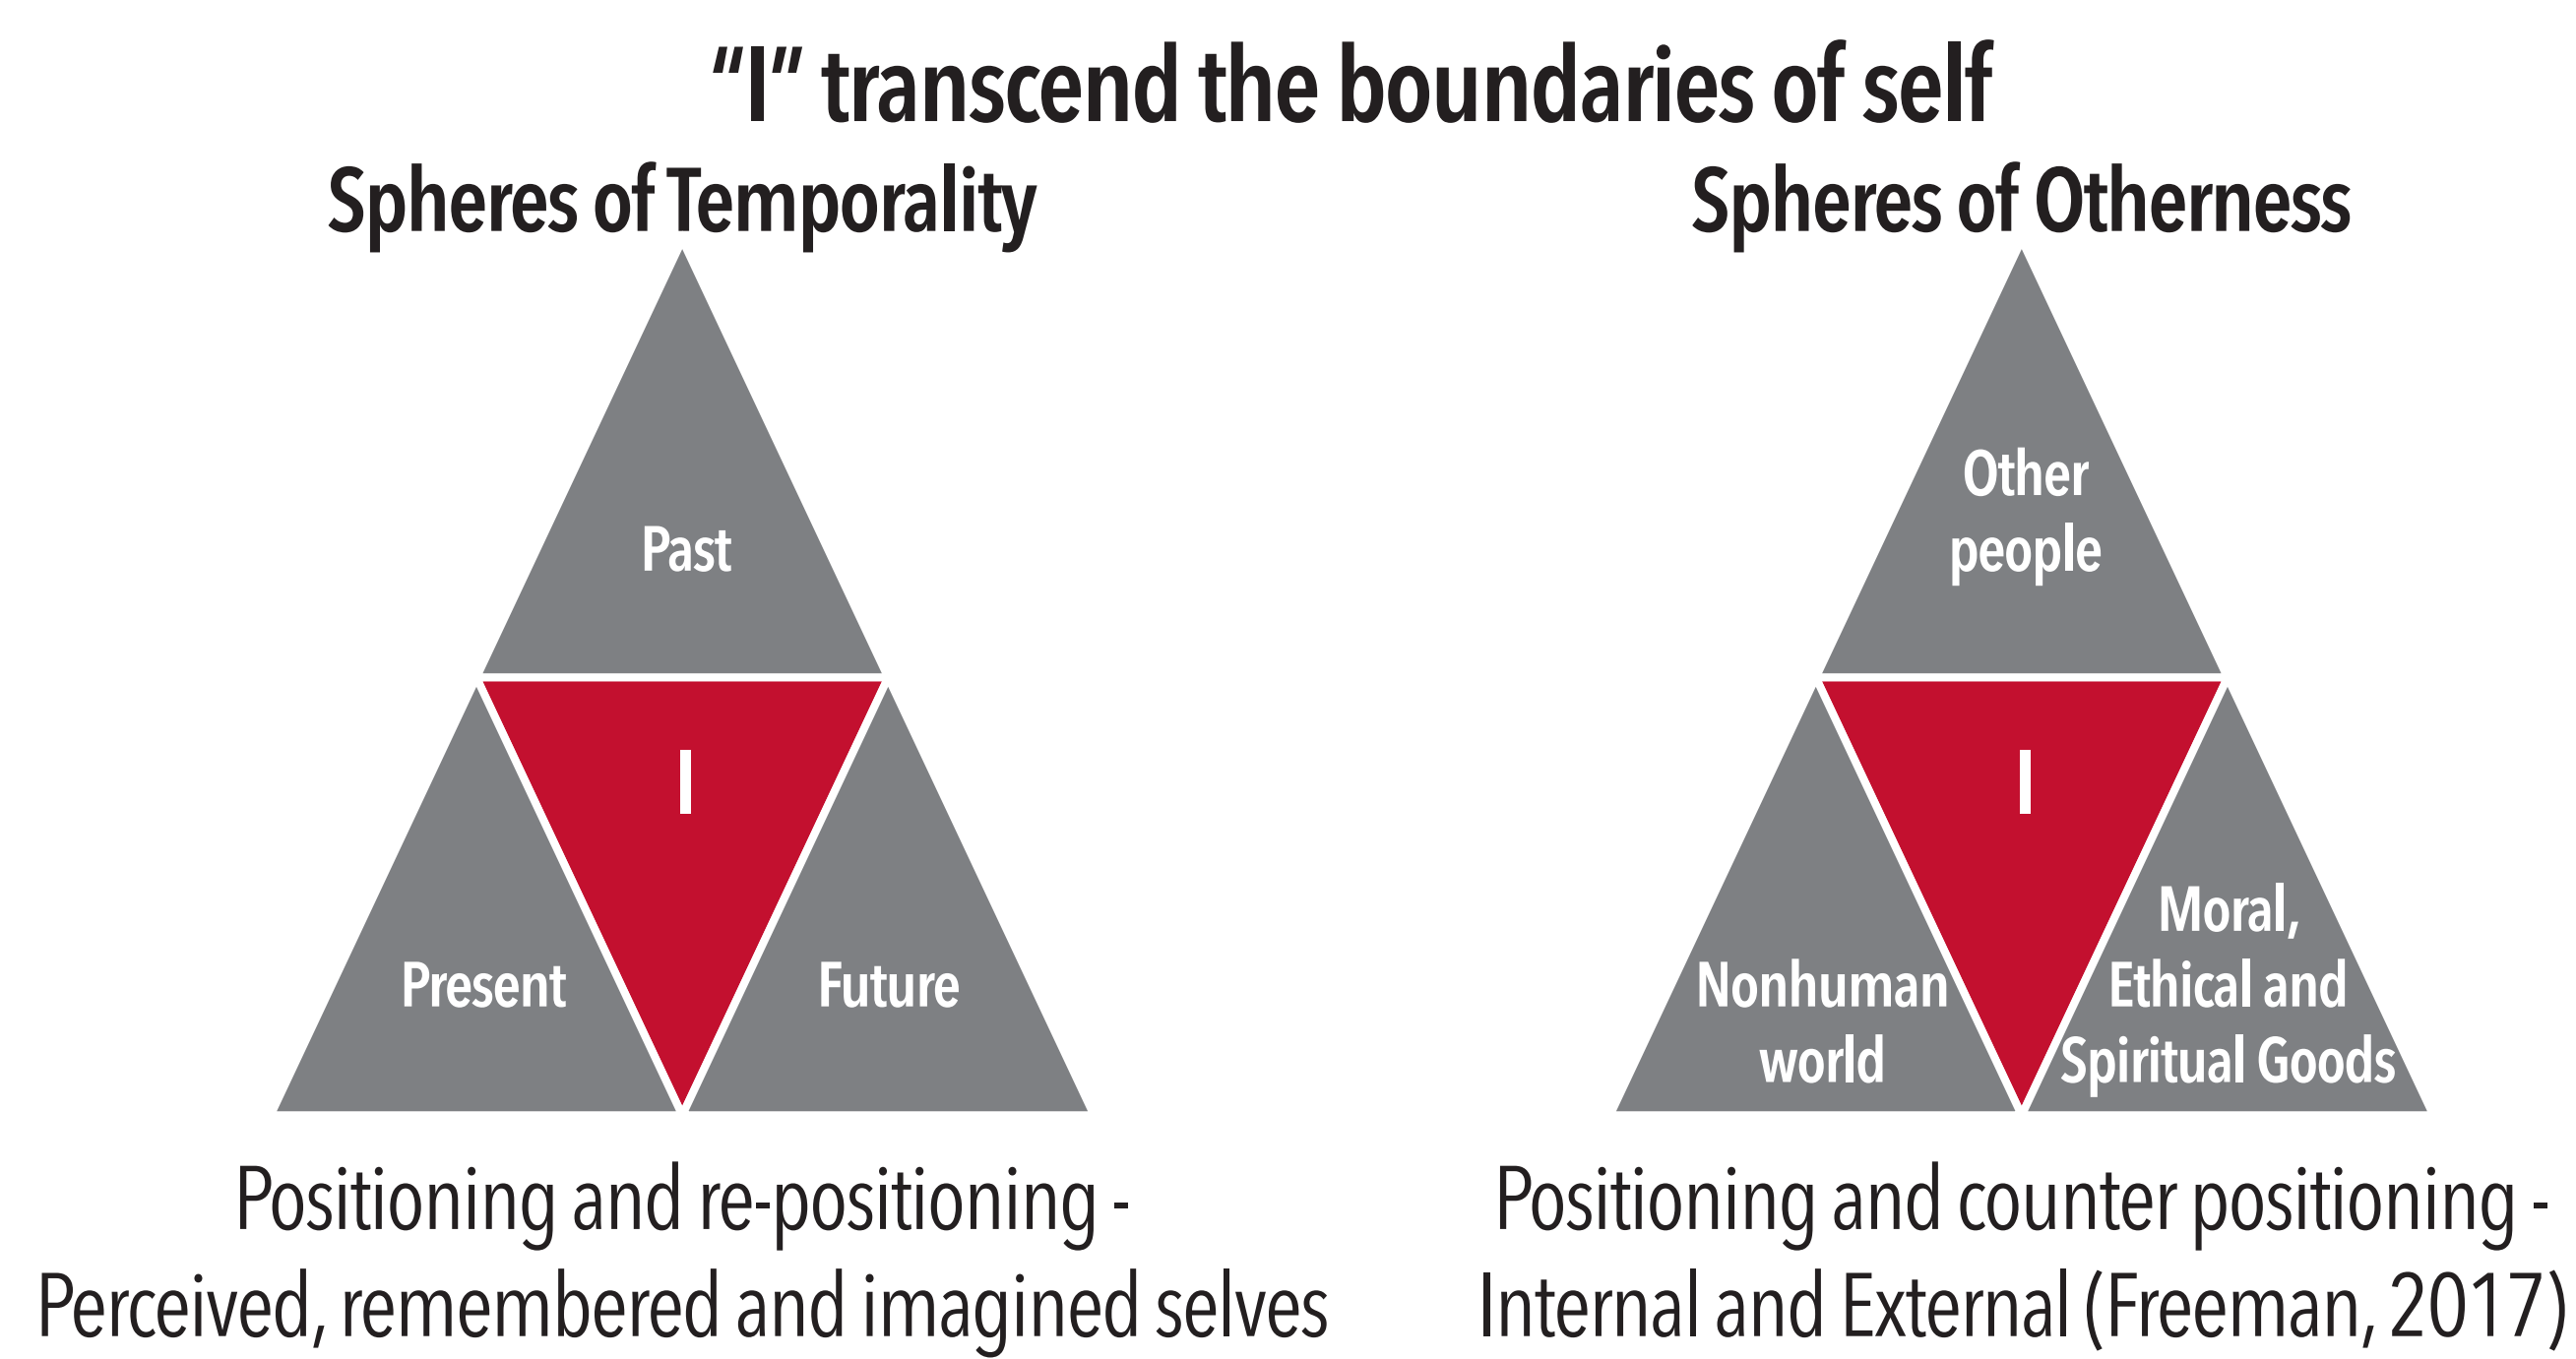 “I” transcend the boundaries of self
Spheres of Temporality
Past
I
Present
Future
Positioning and re-positioning -
Perceived, remembered and imagined selves
Spheres of Otherness
Other
people
I
Nonhuman
world
Moral,
Ethical and
Spiritual Goods
Positioning and counter positioning -
Internal and External (Freeman, 2017)